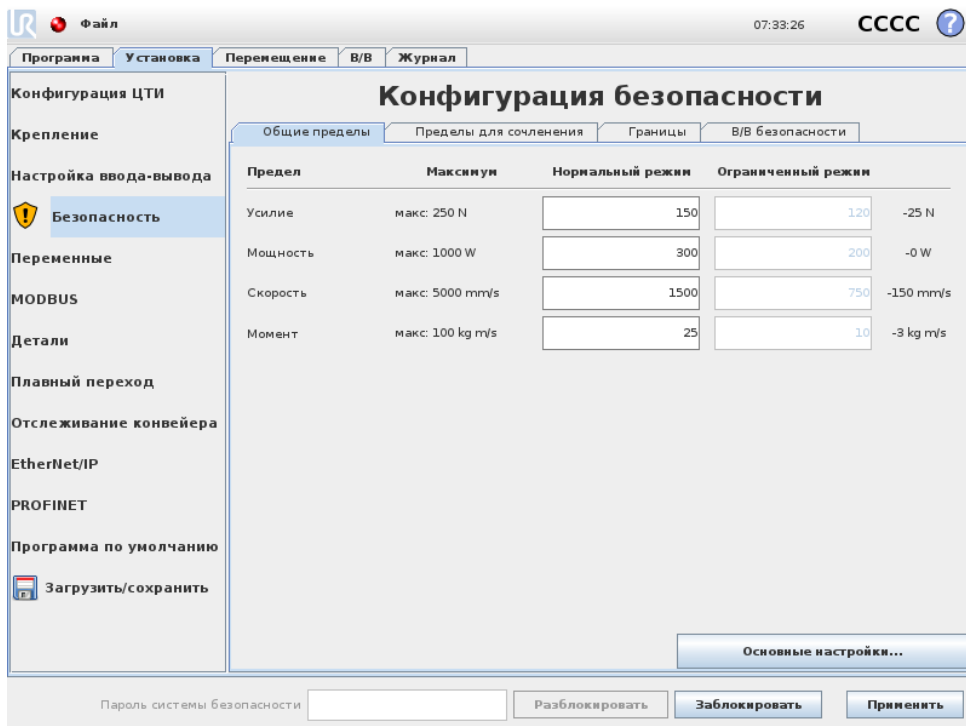 UR Файл 07:33:26 CCCC ?
Программа Установка Перемещение В/В Журнал
Конфигурация ЦТИ
Крепление
Настройка ввода-вывода
Безопасность
Переменные
MODBUS
Детали
Плавный переход
Отслеживание конвейера
EtherNet/IP
PROFINET
Программа по умолчанию
Загрузить/сохранить
Конфигурация безопасности
Общие пределы Пределы для сочленения Границы В/В безопасности
Предел Максимум Нормальный режим Ограниченный режим
Усилие макс: 250 N 150 120 -25 N
Мощность макс: 1000 W 300 200 -0 W
Скорость макс: 5000 mm/s 1500 750 -150 mm/s
Момент макс: 100 kg m/s 25 10 -3 kg m/s
Основные настройки...
Пароль системы безопасности Разблокировать Заблокировать Применить